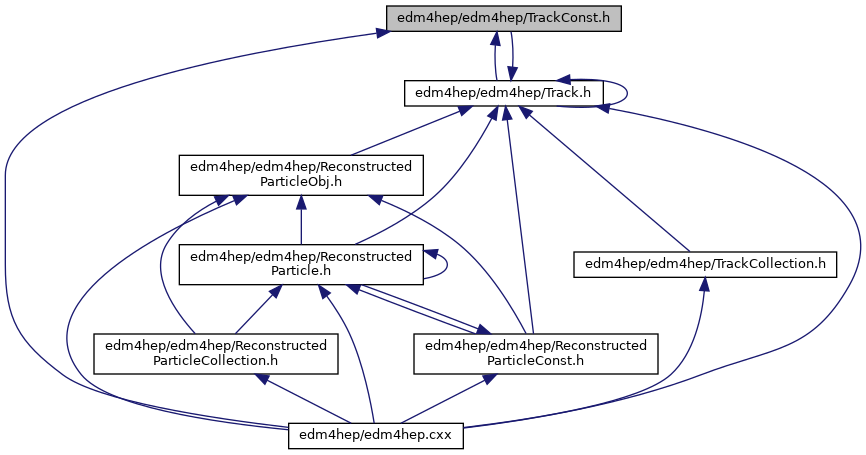 edm4hep/edm4hep/TrackConst.h
edm4hep/edm4hep/Track.h
edm4hep/edm4hep/Reconstructed
ParticleObj.h
edm4hep/edm4hep/Reconstructed
Particle.h
edm4hep/edm4hep/TrackCollection.h
edm4hep/edm4hep/Reconstructed
ParticleCollection.h
edm4hep/edm4hep/Reconstructed
ParticleConst.h
edm4hep/edm4hep.cxx